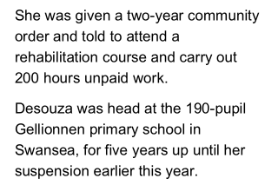 She was given a two-year community
order and told to attend a
rehabilitation course and carry out
200 hours unpaid work.
Desouza was head at the 190-pupil
Gellionnen primary school in
Swansea, for five years up until her
suspension earlier this year.